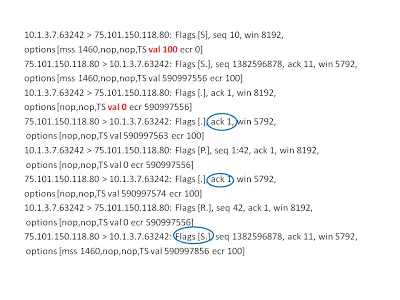 10.1.3.7.63242 > 75.101.150.118.80: Flags [S], seq 10, win 8192,
options [mss 1460,nop,nop,TS val 100 ecr 0]
75.101.150.118.80 > 10.1.3.7.63242: Flags [S.], seq 1382596878, ack 11, win 5792,
options [mss 1460,nop,nop,TS val 590997556 ecr 100]
10.1.3.7.63242 > 75.101.150.118.80: Flags [.], ack 1, win 8192,
options [nop,nop,TS val 0 ecr 590997556]
75.101.150.118.80 > 10.1.3.7.63242: Flags [.], ack 1, win 5792,
options [nop,nop,TS val 590997563 ecr 100]
10.1.3.7.63242 > 75.101.150.118.80: Flags [P.], seq 1:42, ack 1, win 8192,
options [nop,nop,TS val 0 ecr 590997556]
75.101.150.118.80 > 10.1.3.7.63242: Flags [.], ack 1, win 5792,
options [nop,nop,TS val 590997574 ecr 100]
10.1.3.7.63242 > 75.101.150.118.80: Flags [R.], seq 42, ack 1, win 8192,
options [nop,nop,TS val 0 ecr 590997556]
75.101.150.118.80 > 10.1.3.7.63242: Flags [S.], seq 1382596878, ack 11, win 5792,
options [mss 1460,nop,nop,TS val 590997856 ecr 100]